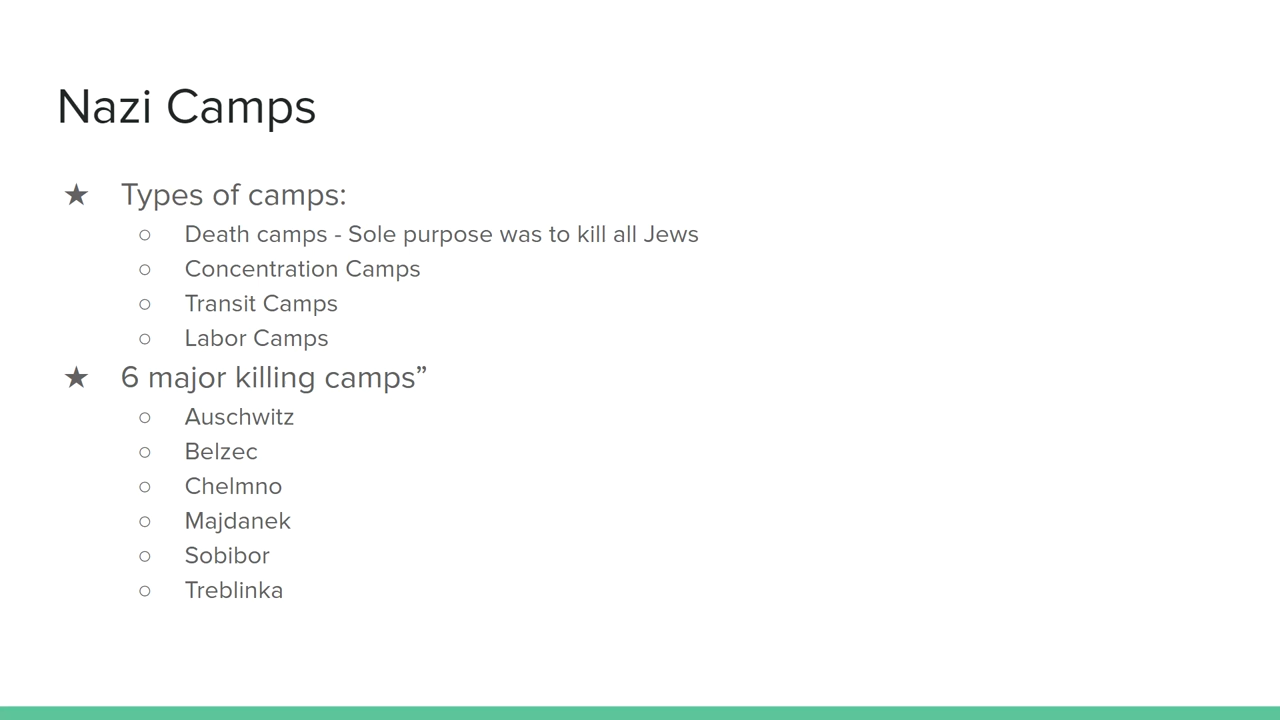 Nazi Camps
★ Types of camps:
○ Death camps - Sole purpose was to kill all Jews
○ Concentration Camps
○ Transit Camps
○ Labor Camps
★ 6 major killing camps”
○ Auschwitz
○ Belzec
○ Chelmno
○ Majdanek
○ Sobibor
○ Treblinka